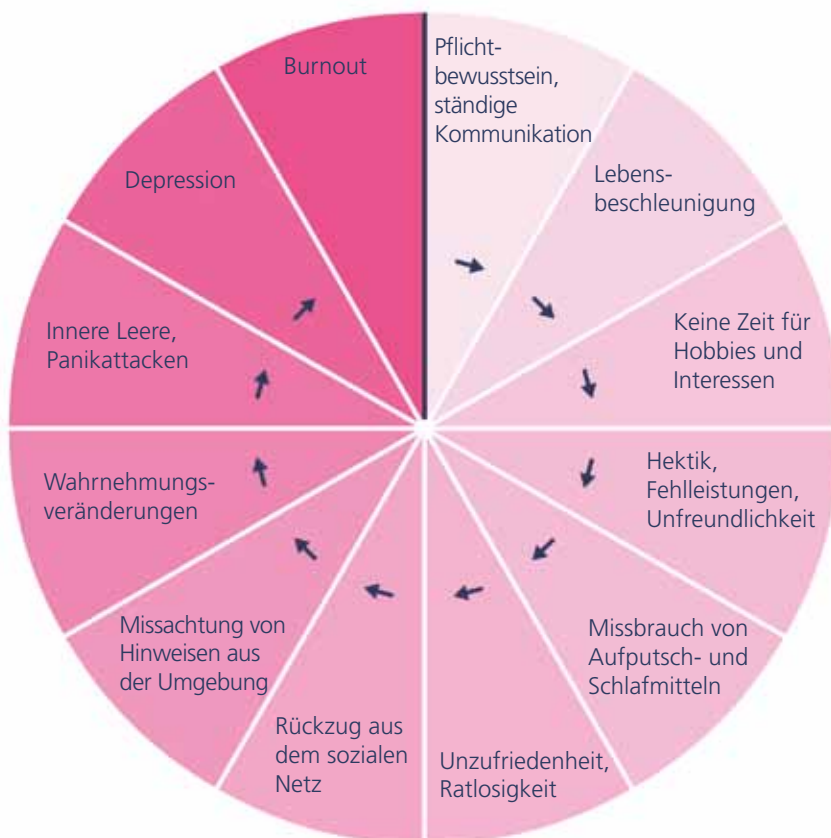 Pflicht-
bewusstsein,
ständige
Kommunikation
Lebens-
beschleunigung
Keine Zeit für
Hobbies und
Interessen
Hektik,
Fehlleistungen,
Unfreundlichkeit
Missbrauch von
Aufputsch- und
Schlafmitteln
Unzufriedenheit,
Ratlosigkeit
Rückzug aus
dem sozialen
Netz
Missachtung von
Hinweisen aus
der Umgebung
Wahrnehmungs-
veränderungen
Innere Leere,
Panikattacken
Depression
Burnout